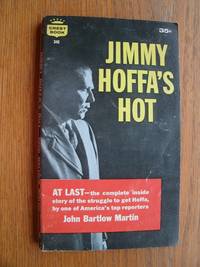 CREST BOOK
35¢
JIMMY
HOFFA'S
HOT
AT LAST—the complete inside
story of the struggle to get Hoffa,
by one of America's top reporters
John Bartlow Martin